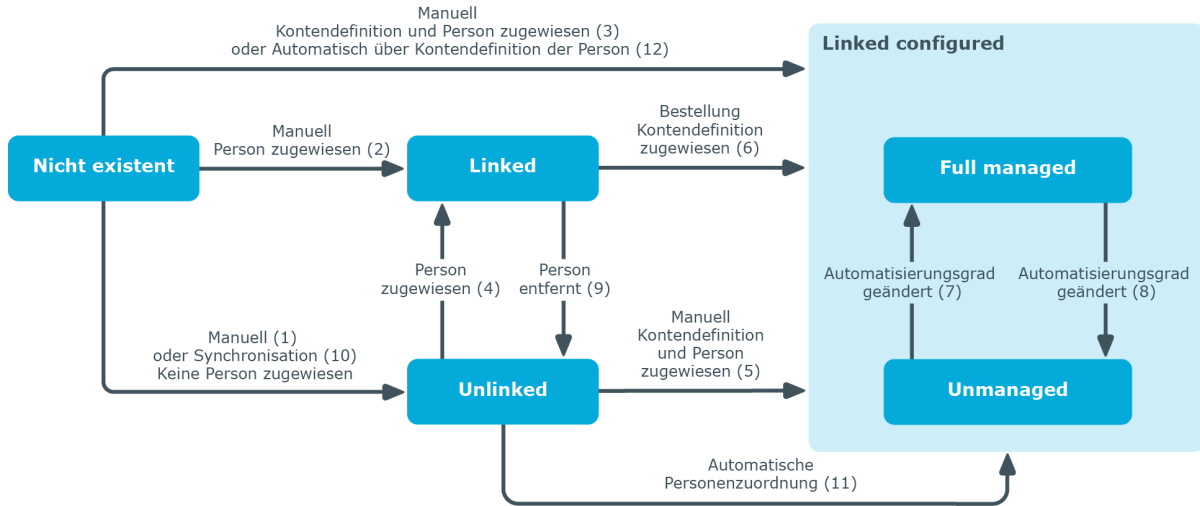 Manuell
Kontendefinition und Person zugewiesen (3)
oder Automatisch über Kontendefinition der Person (12)
Linked configured
Nicht existent
Manuell
Person zugewiesen (2)
Linked
Bestellung
Kontendefinition
zugewiesen (6)
Full managed
Person
zugewiesen (4)
Person
entfernt (9)
Automatisierungsgrad
geändert (7)
Automatisierungsgrad
geändert (8)
Manuell (1)
oder Synchronisation (10)
Keine Person zugewiesen
Unlinked
Manuell
Kontendefinition
und Person
zugewiesen (5)
Unmanaged
Automatische
Personenzuordnung (11)